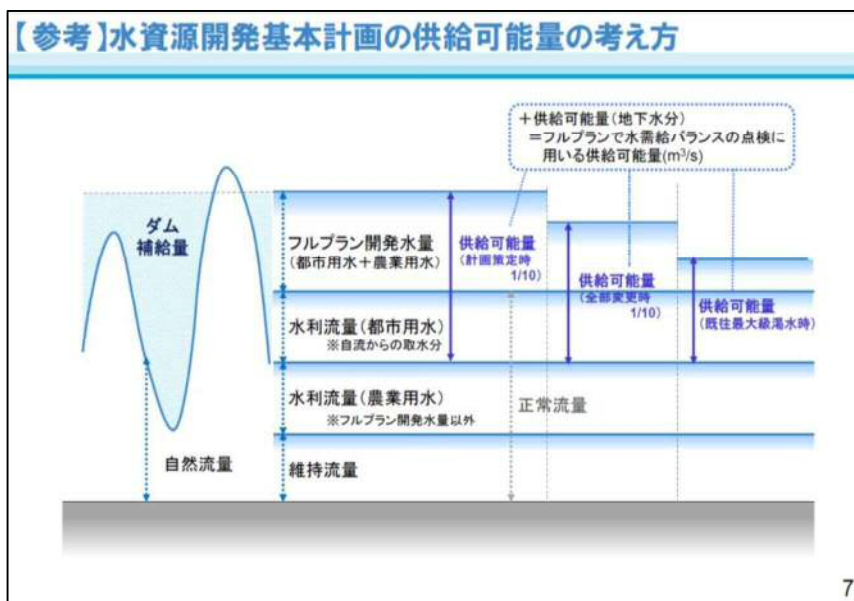 【参考】水資源開発基本計画の供給可能量の考え方
+供給可能量(地下水分)
=フルプランで水需給バランスの点検に
用いる供給可能量(m³/s)
ダム
補給量
フルプラン開発水量
(都市用水+農業用水)
供給可能量
(計画策定時
1/10)
供給可能量
(全部変更時
1/10)
供給可能量
(既往最大級渇水時)
水利流量(都市用水)
※自流からの取水分
水利流量(農業用水)
※フルプラン開発水量以外
正常流量
自然流量
維持流量
7